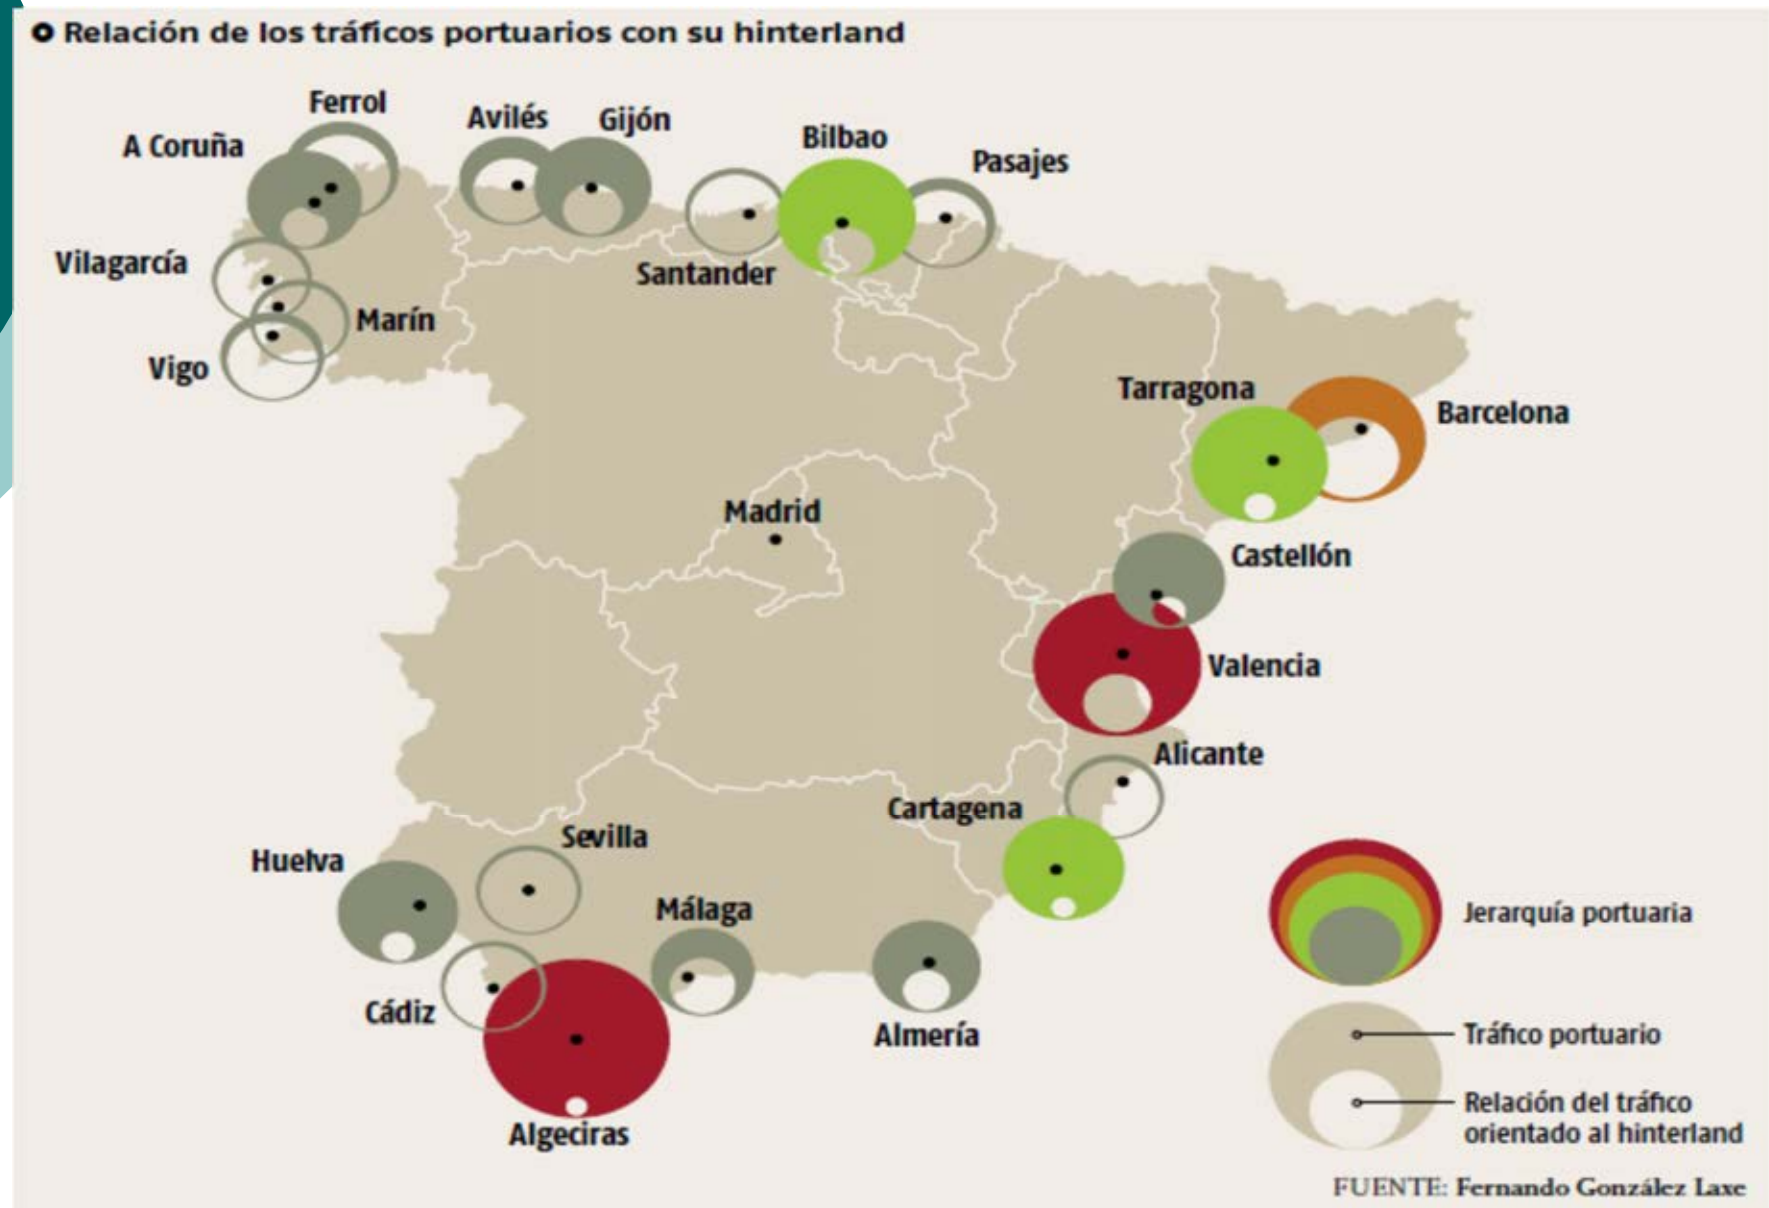 Relación de los tráficos portuarios con su hinterland
Ferrol
Avilés
Gijón
A Coruña
Bilbao
Pasajes
Vilagarcía
Santander
Marín
Vigo
Tarragona
Barcelona
Madrid
Castellón
Valencia
Alicante
Cartagena
Sevilla
Huelva
Málaga
Jerarquía portuaria
Cádiz
Almería
Tráfico portuario
Algeciras
Relación del tráfico
orientado al hinterland
FUENTE: Fernando González Laxe